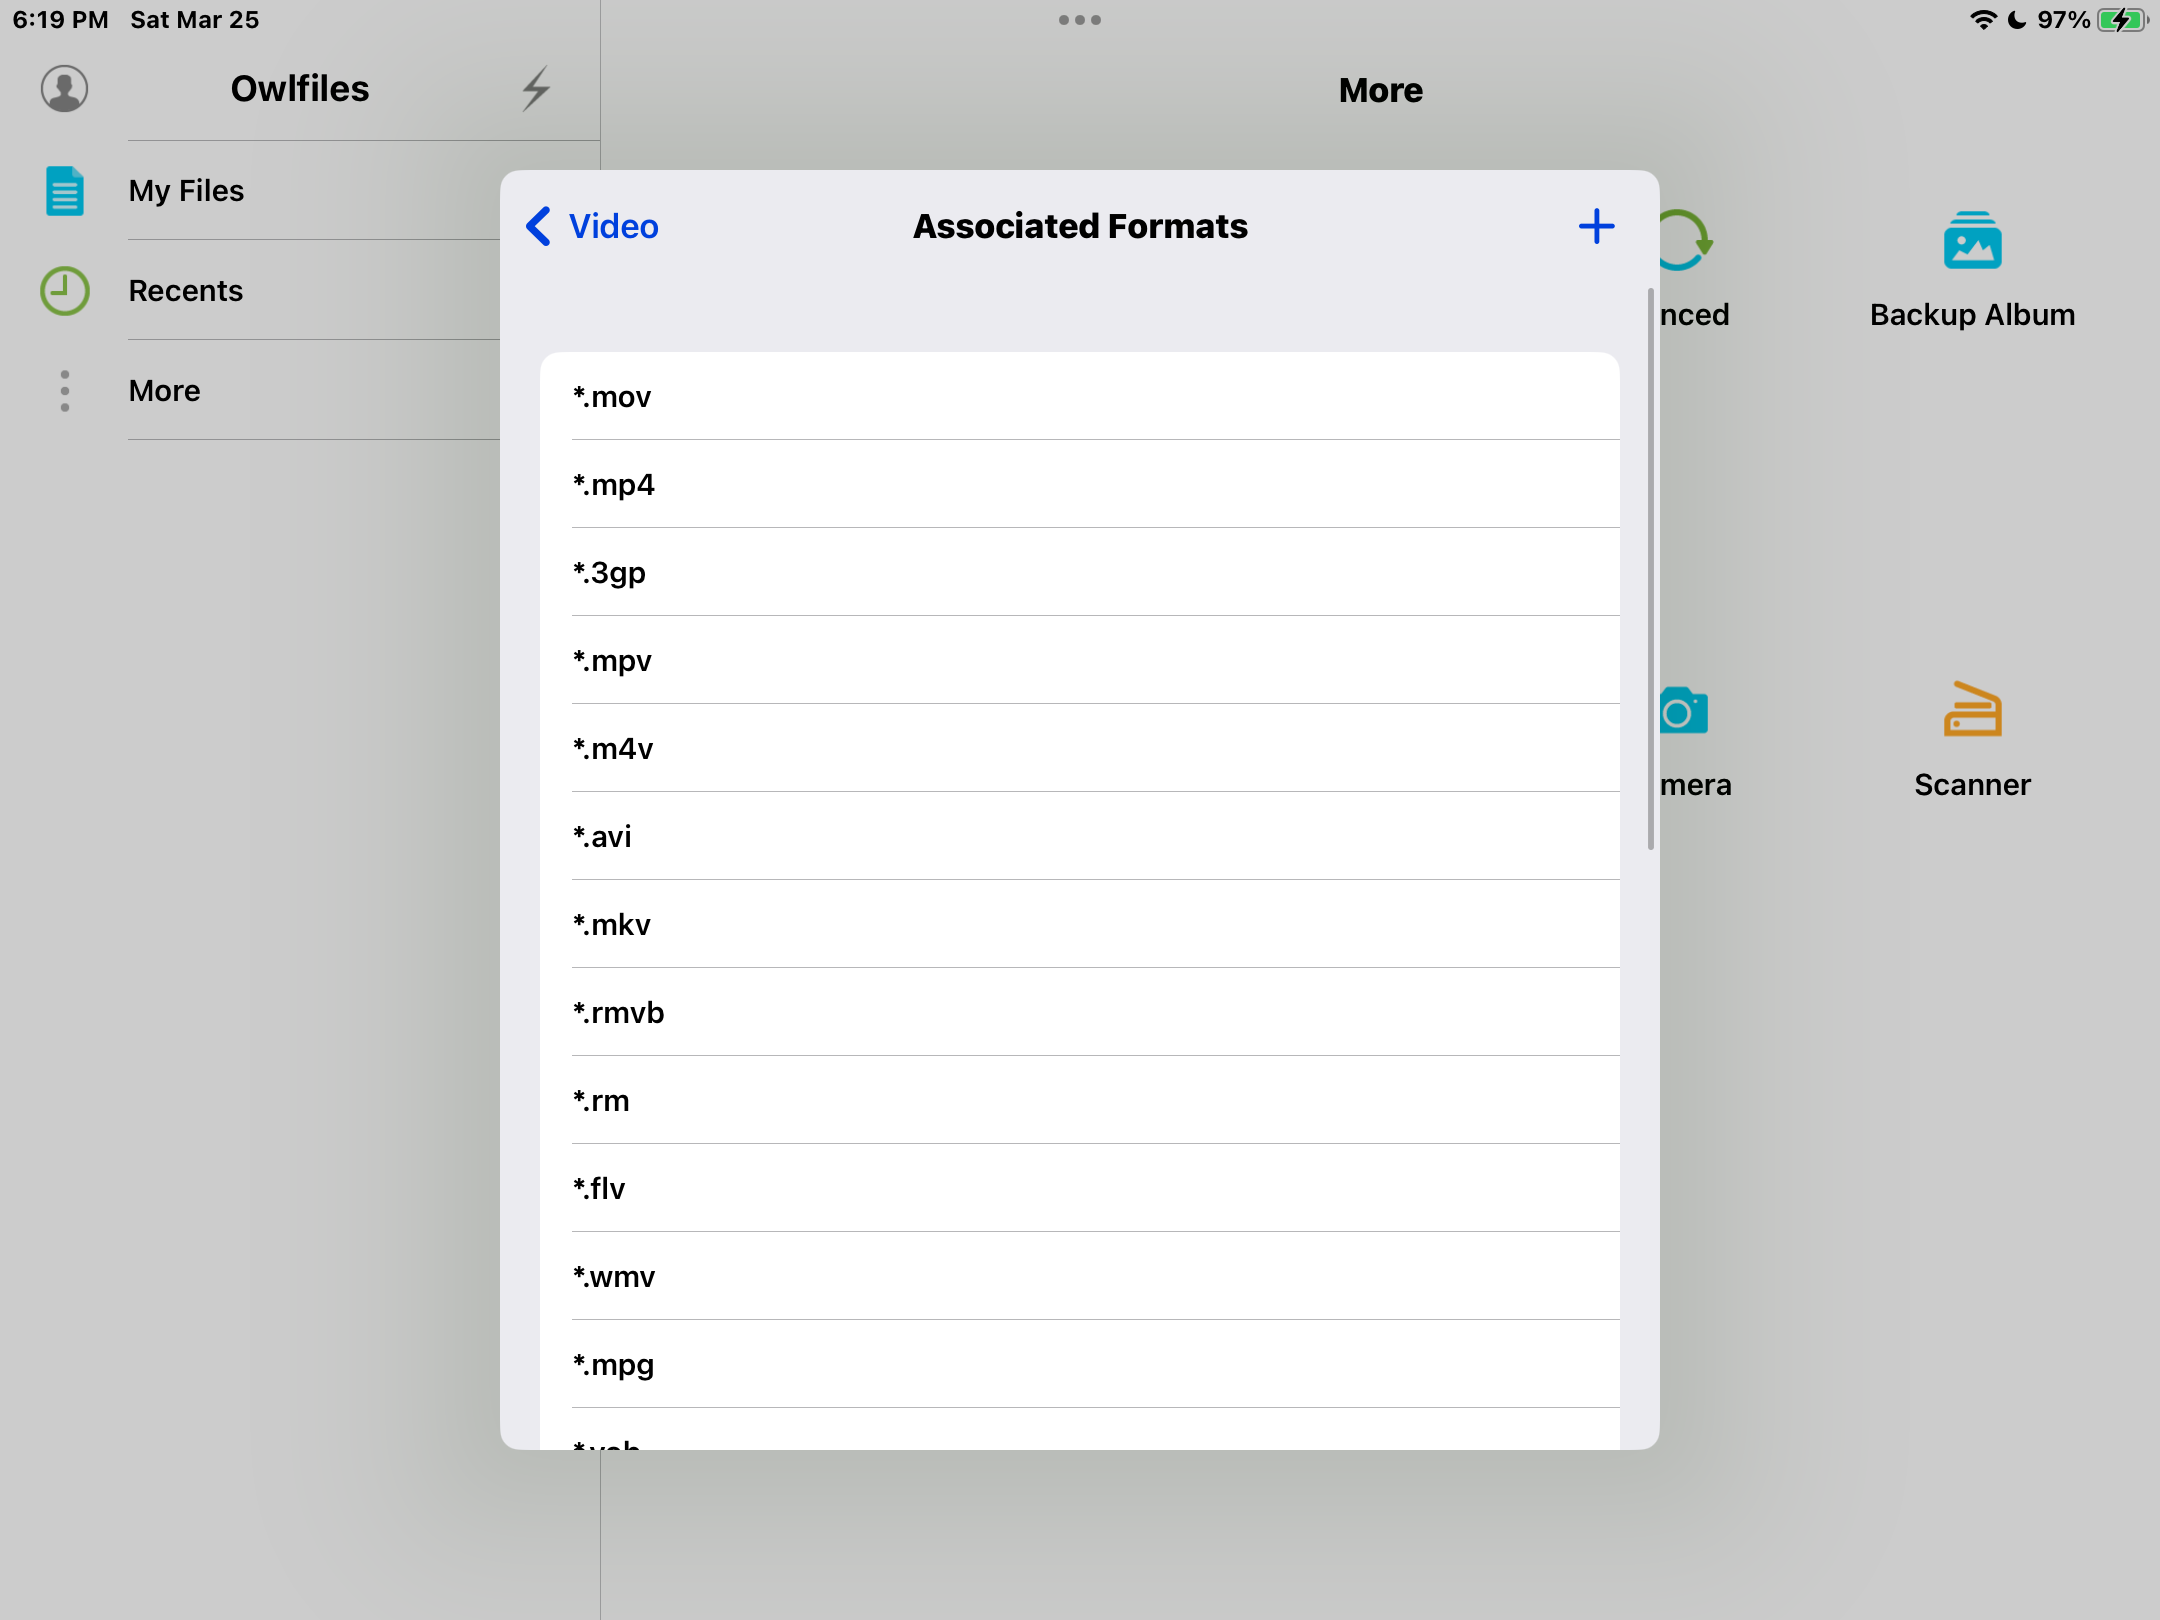 6:19 PM Sat Mar 25
97%
Owlfiles
My Files
Recents
More
More
nced
Backup Album
mera
Scanner
Video
Associated Formats
*.mov
*.mp4
*.3gp
*.mpv
*.m4v
*.avi
*.mkv
*.rmvb
*.rm
*.flv
*.wmv
*.mpg